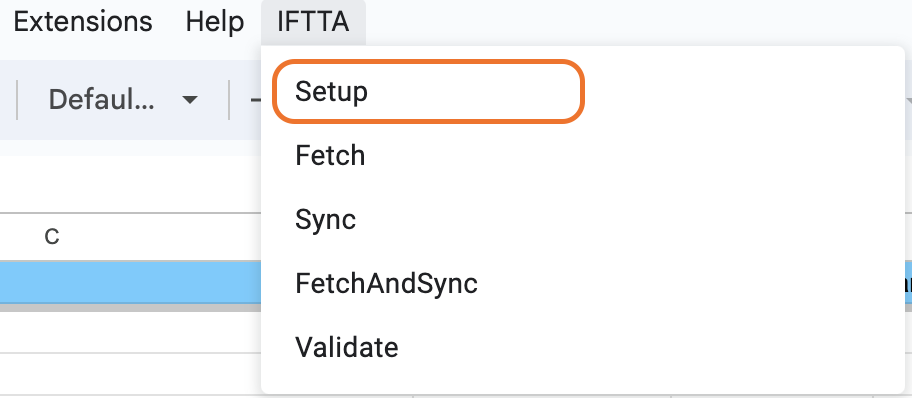 Extensions Help IFTTA
Defaul...
Setup
Fetch
Sync
C
FetchAndSync
Validate